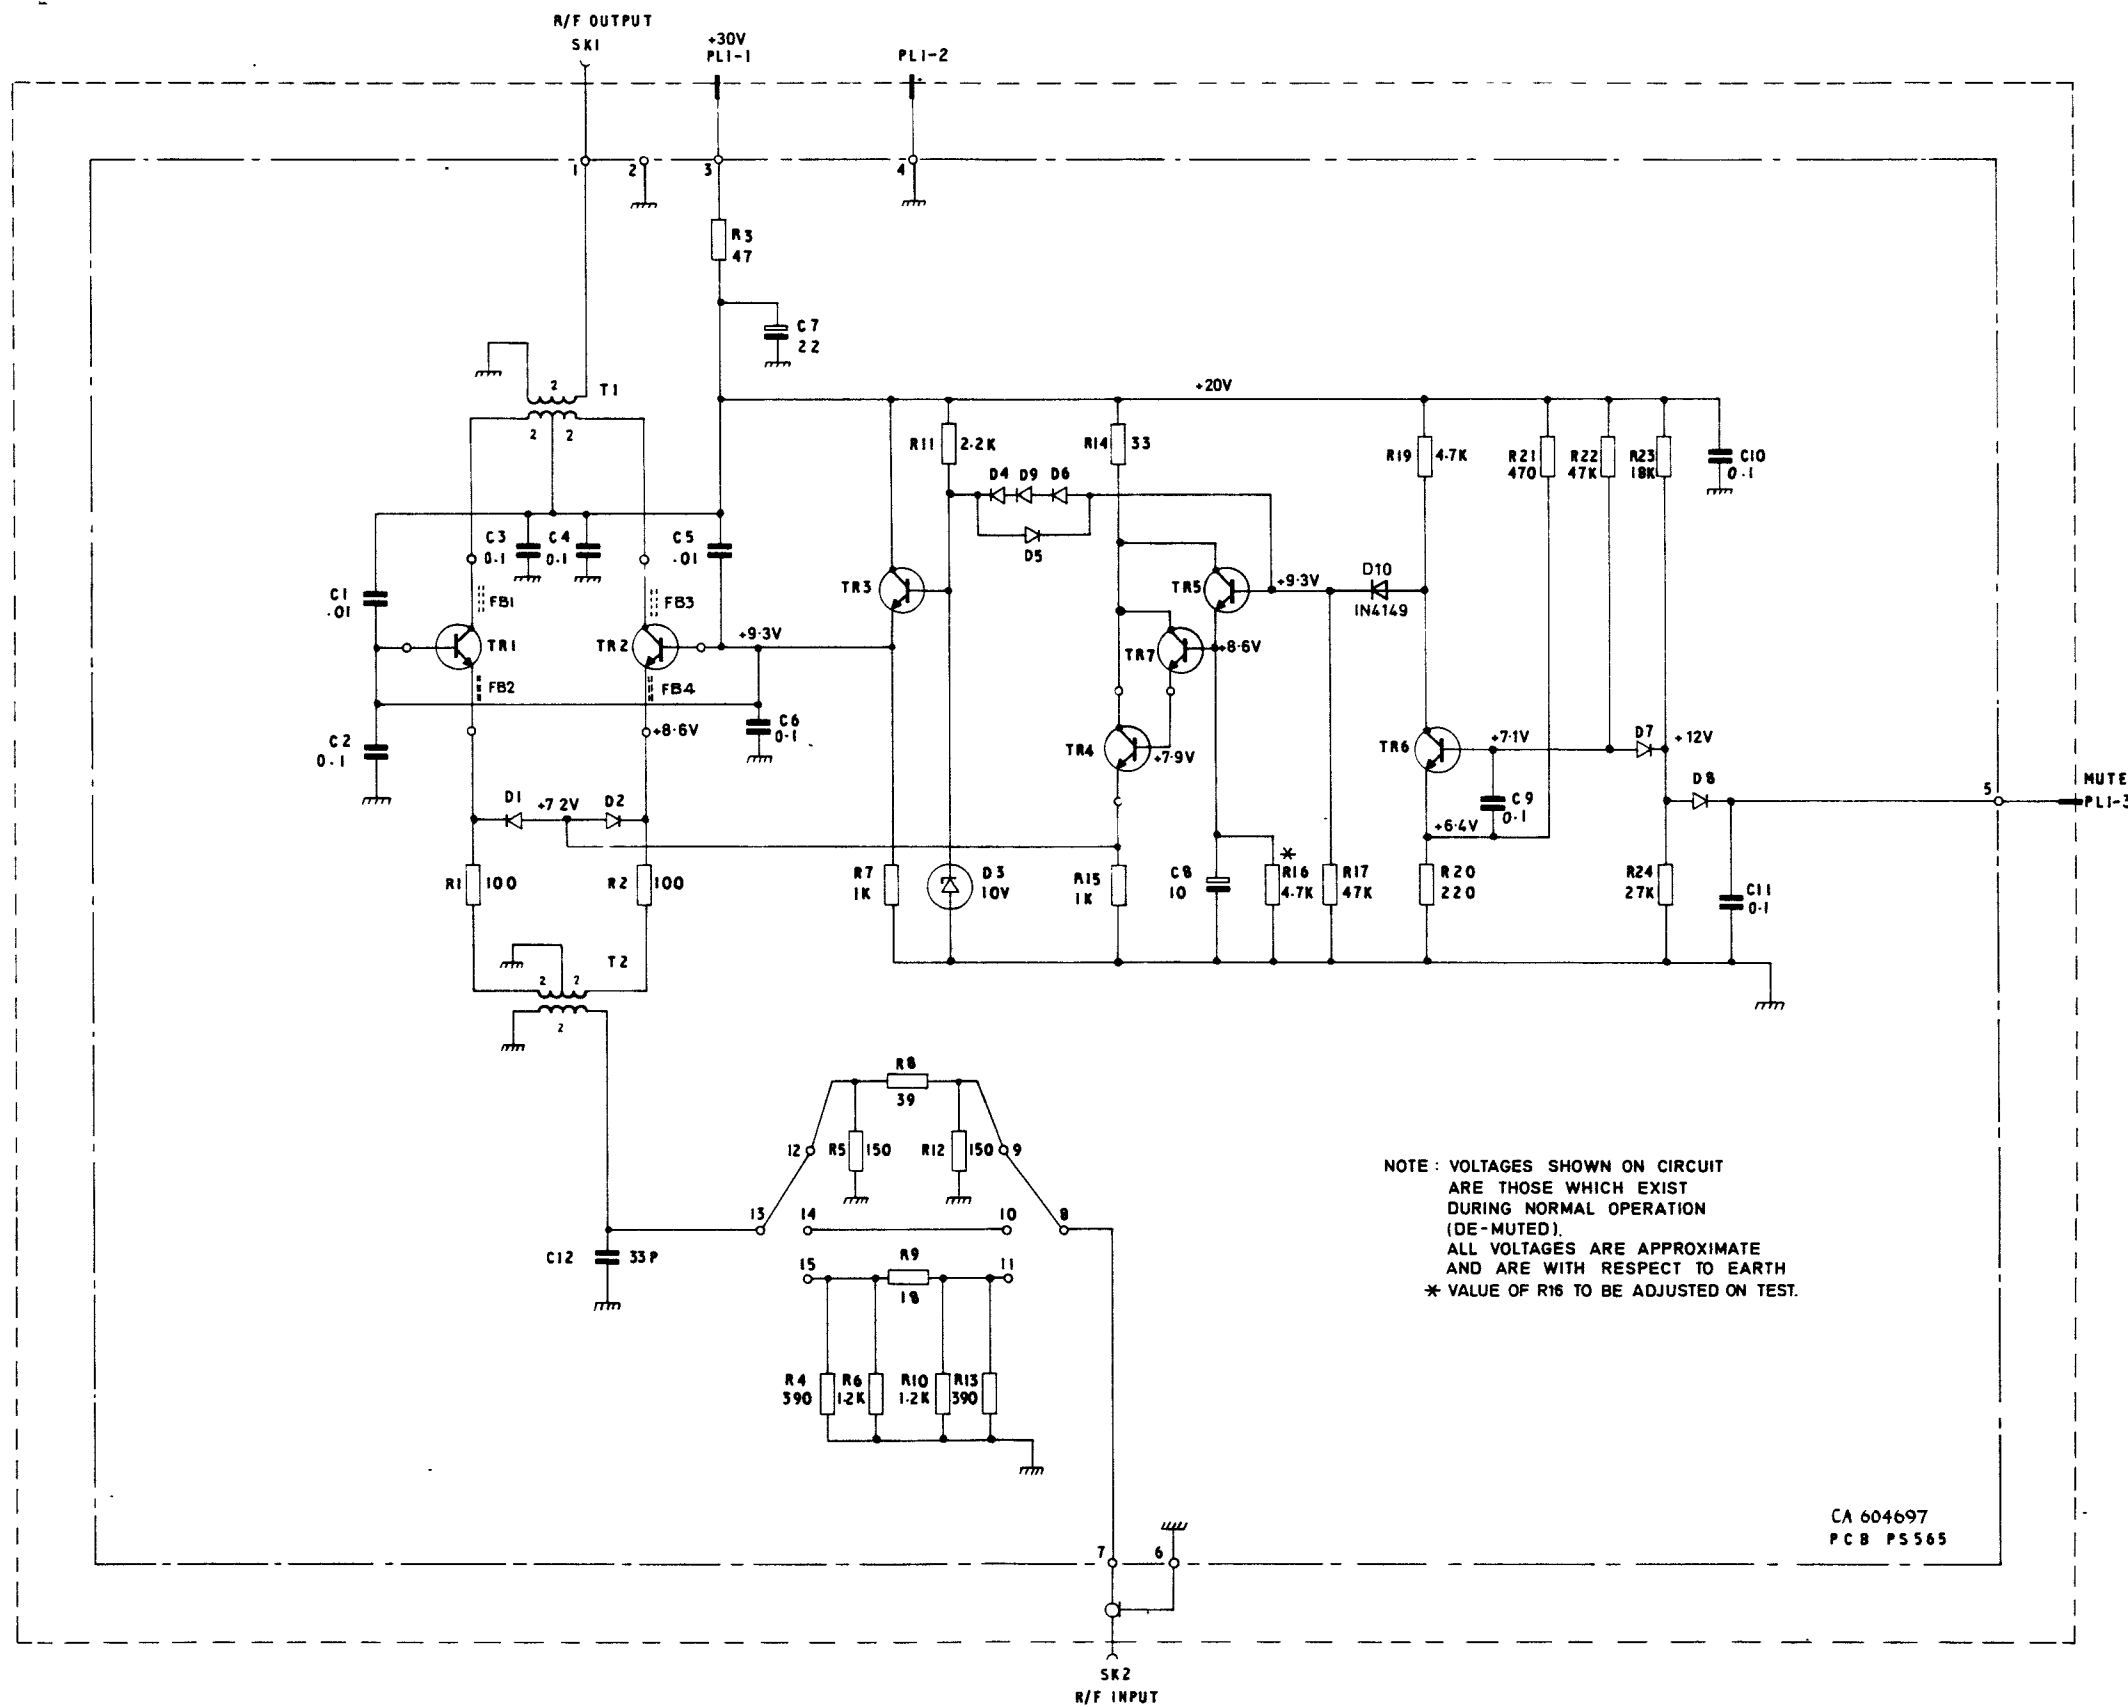 R/F OUTPUT
SK1
+30V
PL1-1
PL1-2
1
2
3
4
R3
47
C7
22
2
T1
2
2
+20V
R11
2.2K
R14
33
R19
4.7K
R21
470
R22
47K
R23
18K
C10
0.1
D4
D9
D6
D5
C3
0.1
C4
0.1
C5
.01
C1
.01
FB1
FB3
TR1
TR2
+9.3V
TR3
TR5
+9.3V
D10
IN4149
TR7
+8.6V
FB2
FB4
+8.6V
C2
0.1
C6
0.1
TR4
+7.9V
TR6
+7.1V
D7
+12V
D8
C9
0.1
+6.4V
5
MUTE
PL1-3
D1
+7.2V
D2
R1
100
R2
100
R7
1K
D3
10V
R15
1K
C8
10
*
R16
4.7K
R17
47K
R20
220
R24
27K
C11
0.1
T2
2
2
2
R8
39
12
R5
150
R12
150
9
13
14
10
8
C12
33P
15
R9
18
11
R4
390
R6
1.2K
R10
1.2K
R13
390
NOTE : VOLTAGES SHOWN ON CIRCUIT
ARE THOSE WHICH EXIST
DURING NORMAL OPERATION
(DE-MUTED).
ALL VOLTAGES ARE APPROXIMATE
AND ARE WITH RESPECT TO EARTH
* VALUE OF R16 TO BE ADJUSTED ON TEST.
CA 604697
PCB PS565
7
6
SK2
R/F INPUT